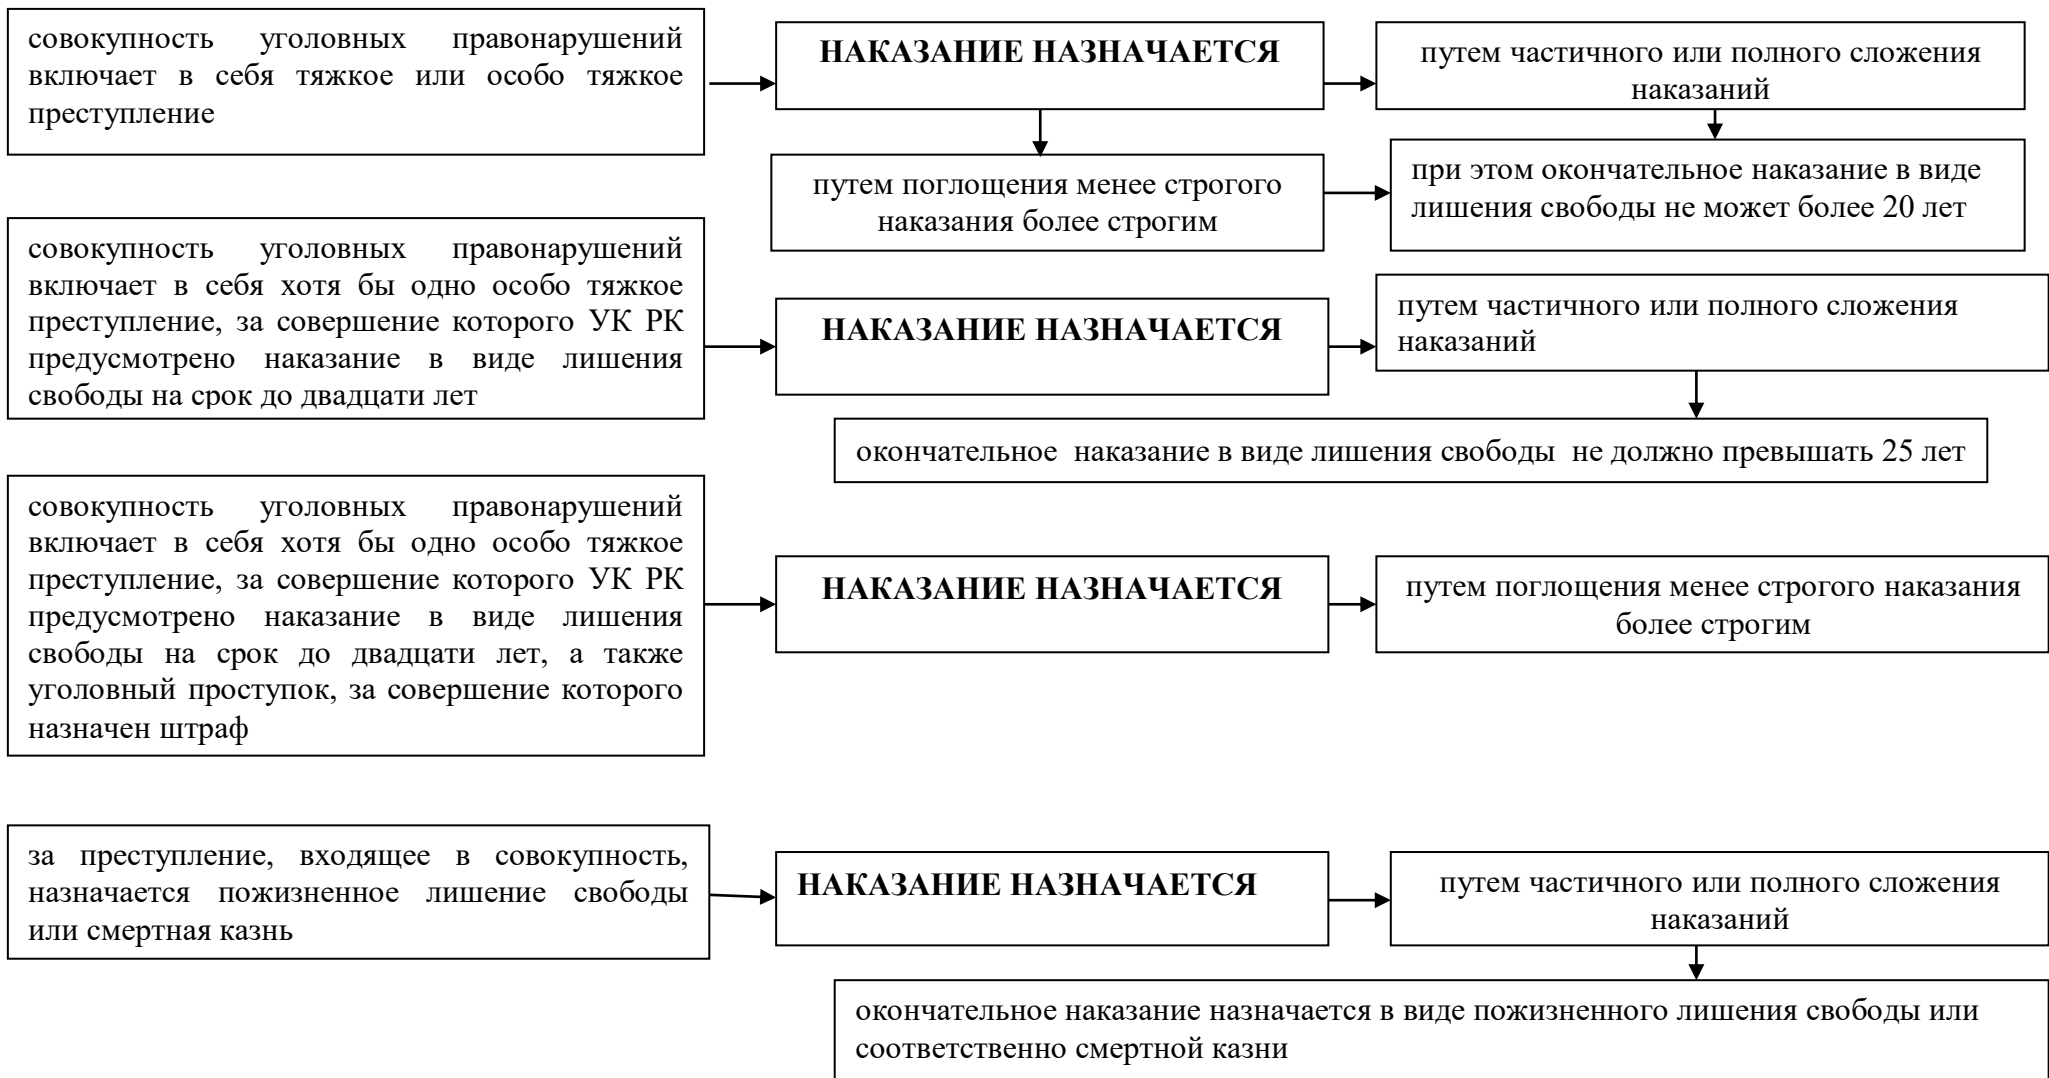 совокупность уголовных правонарушений
включает в себя тяжкое или особо тяжкое
преступление
НАКАЗАНИЕ НАЗНАЧАЕТСЯ
путем частичного или полного сложения
наказаний
путем поглощения менее строгого
наказания более строгим
при этом окончательное наказание в виде
лишения свободы не может более 20 лет
совокупность уголовных правонарушений
включает в себя хотя бы одно особо тяжкое
преступление, за совершение которого УК РК
предусмотрено наказание в виде лишения
свободы на срок до двадцати лет
НАКАЗАНИЕ НАЗНАЧАЕТСЯ
путем частичного или полного сложения
наказаний
окончательное наказание в виде лишения свободы не должно превышать 25 лет
совокупность уголовных правонарушений
включает в себя хотя бы одно особо тяжкое
преступление, за совершение которого УК РК
предусмотрено наказание в виде лишения
свободы на срок до двадцати лет, а также
уголовный проступок, за совершение которого
назначен штраф
НАКАЗАНИЕ НАЗНАЧАЕТСЯ
путем поглощения менее строгого наказания
более строгим
за преступление, входящее в совокупность,
назначается пожизненное лишение свободы
или смертная казнь
НАКАЗАНИЕ НАЗНАЧАЕТСЯ
путем частичного или полного сложения
наказаний
окончательное наказание назначается в виде пожизненного лишения свободы или
соответственно смертной казни